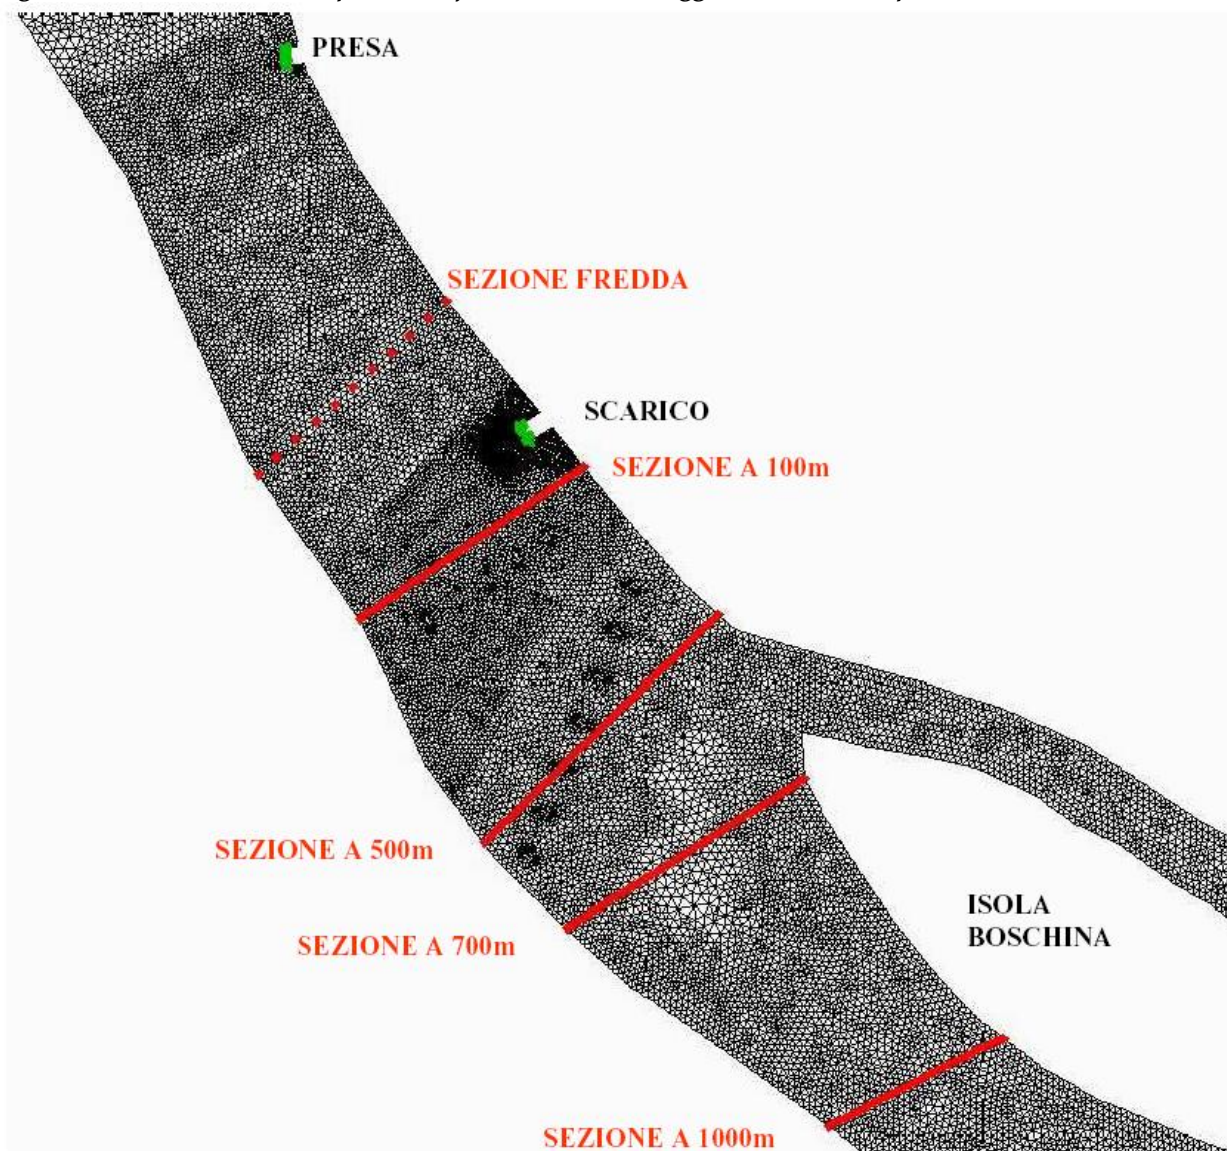 PRESA
SEZIONE FREDDA
SCARICO
SEZIONE A 100m
SEZIONE A 500m
ISOLA
BOSCHINA
SEZIONE A 700m
SEZIONE A 1000m